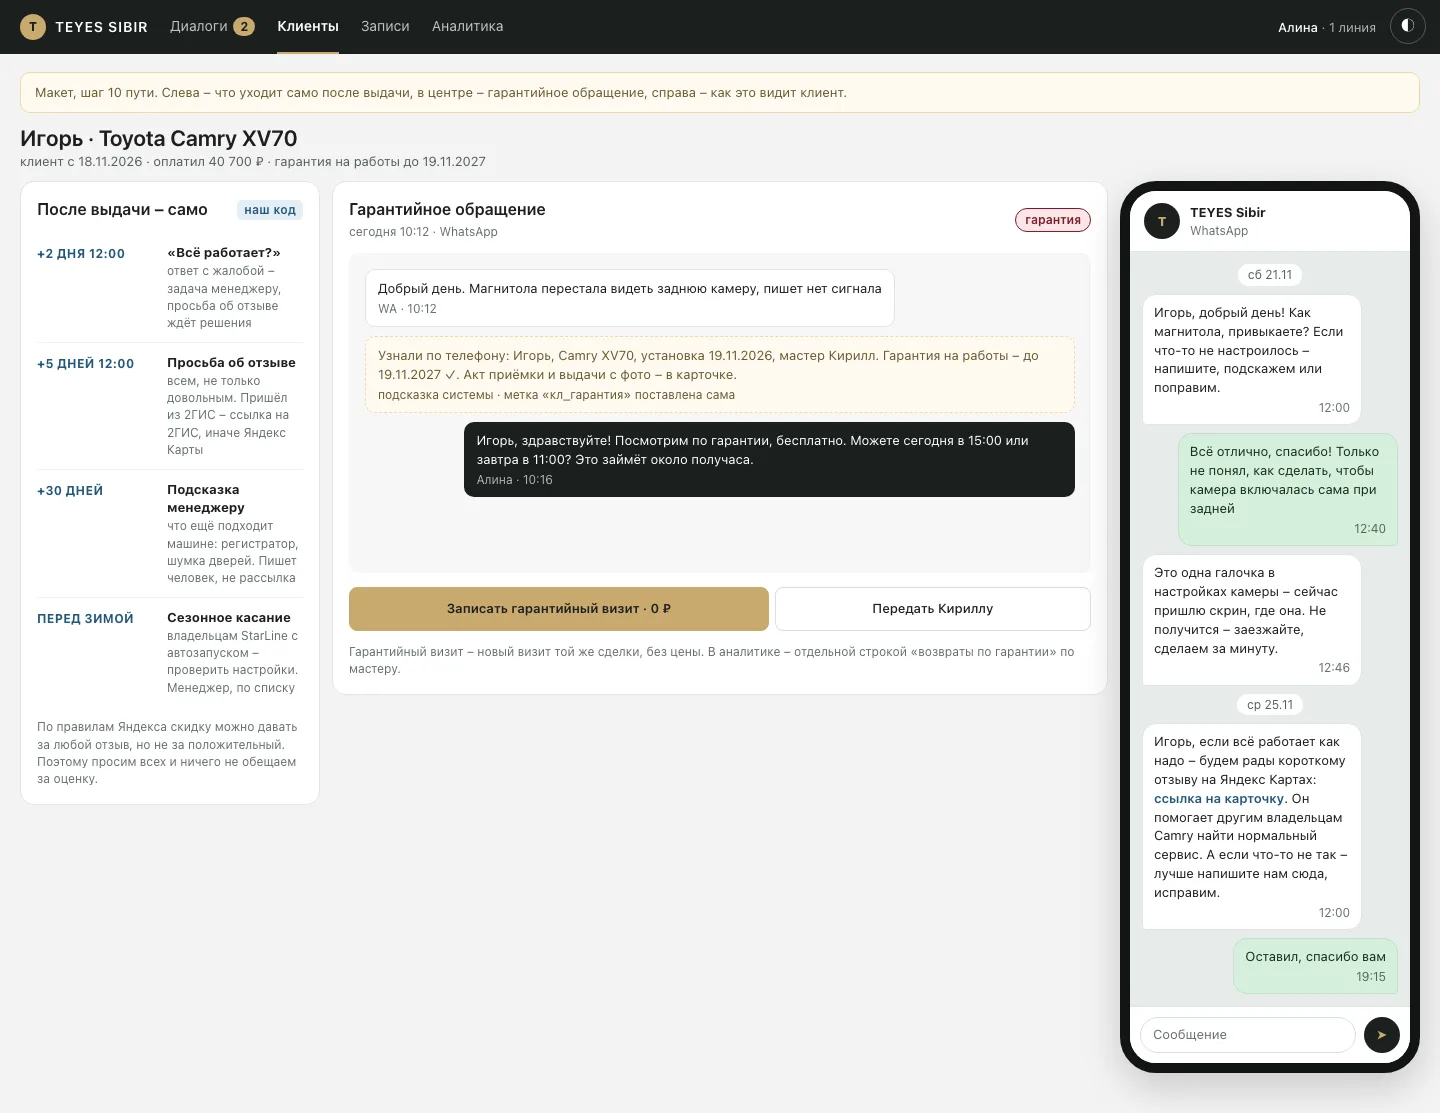 T TEYES SIBIR Диалоги 2 Клиенты Записи Аналитика Алина · 1 линия
Макет, шаг 10 пути. Слева – что уходит само после выдачи, в центре – гарантийное обращение, справа – как это видит клиент.
Игорь · Toyota Camry XV70
клиент с 18.11.2026 · оплатил 40 700 ₽ · гарантия на работы до 19.11.2027
После выдачи – само наш код
+2 ДНЯ 12:00 «Всё работает?»
ответ с жалобой –
задача менеджеру,
просьба об отзыве
ждёт решения
+5 ДНЕЙ 12:00 Просьба об отзыве
всем, не только
довольным. Пришёл
из 2ГИС – ссылка на
2ГИС, иначе Яндекс
Карты
+30 ДНЕЙ Подсказка
менеджеру
что ещё подходит
машине: регистратор,
шумка дверей. Пишет
человек, не рассылка
ПЕРЕД ЗИМОЙ Сезонное касание
владельцам StarLine с
автозапуском –
проверить настройки.
Менеджер, по списку
По правилам Яндекса скидку можно давать
за любой отзыв, но не за положительный.
Поэтому просим всех и ничего не обещаем
за оценку.
Гарантийное обращение
сегодня 10:12 · WhatsApp
гарантия
Добрый день. Магнитола перестала видеть заднюю камеру, пишет нет сигнала
WA · 10:12
Узнали по телефону: Игорь, Camry XV70, установка 19.11.2026, мастер Кирилл. Гарантия на работы – до
19.11.2027 ✓. Акт приёмки и выдачи с фото – в карточке.
подсказка системы · метка «кл_гарантия» поставлена сама
Игорь, здравствуйте! Посмотрим по гарантии, бесплатно. Можете сегодня в 15:00 или
завтра в 11:00? Это займёт около получаса.
Алина · 10:16
Записать гарантийный визит · 0 ₽ Передать Кириллу
Гарантийный визит – новый визит той же сделки, без цены. В аналитике – отдельной строкой «возвраты по гарантии» по
мастеру.
T TEYES Sibir
WhatsApp
сб 21.11
Игорь, добрый день! Как
магнитола, привыкаете? Если
что-то не настроилось –
напишите, подскажем или
поправим.
12:00
Всё отлично, спасибо! Только
не понял, как сделать, чтобы
камера включалась сама при
задней
12:40
Это одна галочка в
настройках камеры – сейчас
пришлю скрин, где она. Не
получится – заезжайте,
сделаем за минуту.
12:46
ср 25.11
Игорь, если всё работает как
надо – будем рады короткому
отзыву на Яндекс Картах:
ссылка на карточку. Он
помогает другим владельцам
Camry найти нормальный
сервис. А если что-то не так –
лучше напишите нам сюда,
исправим.
12:00
Оставил, спасибо вам
19:15
Сообщение